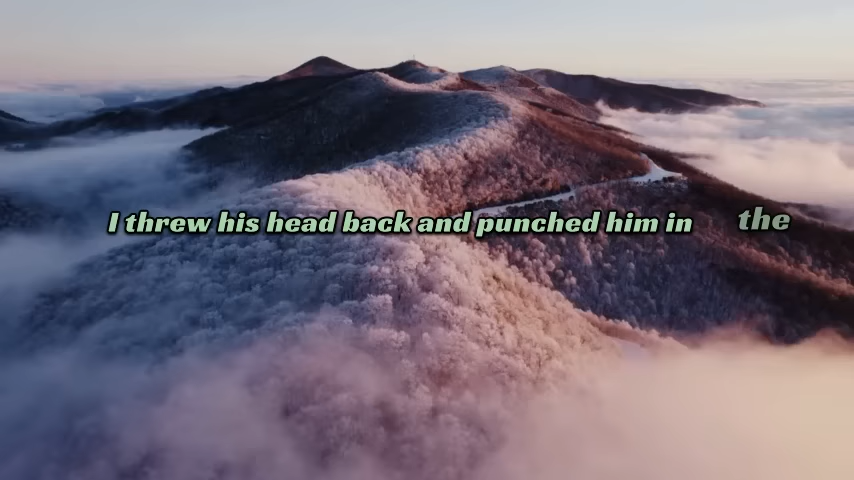 I threw his head back and punched him in the